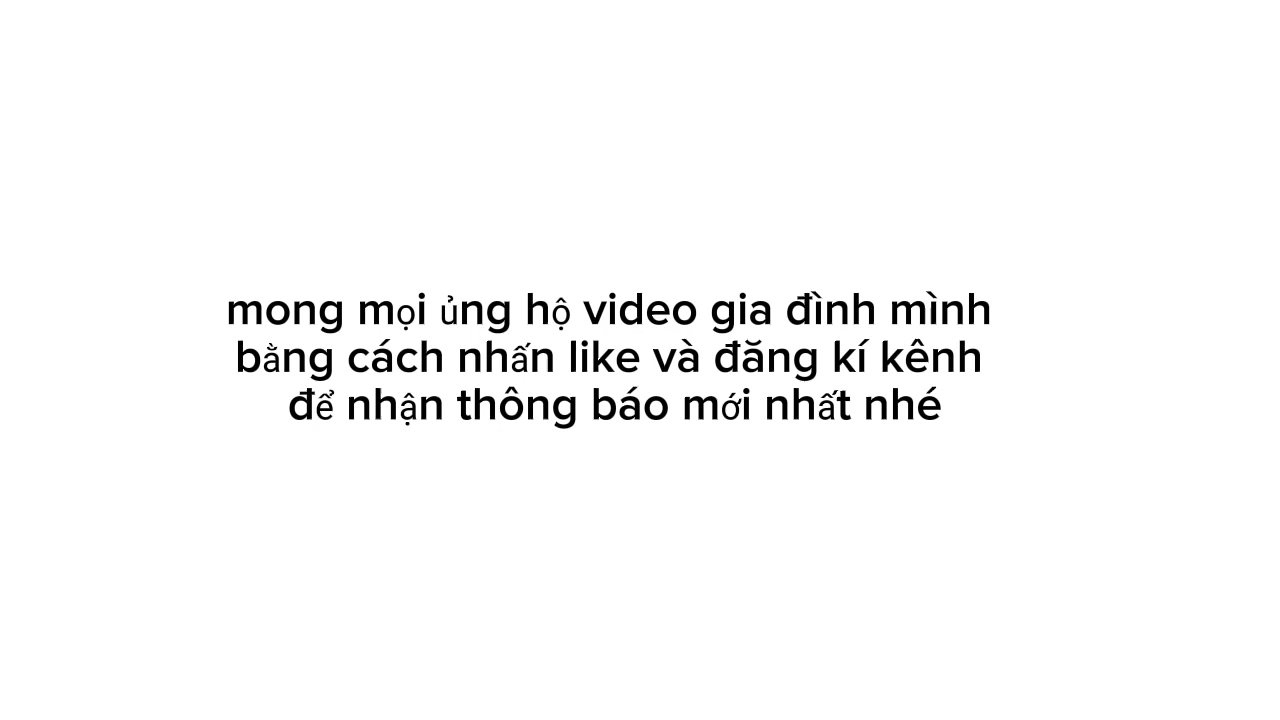 mong mọi ủng hộ video gia đình mình
bằng cách nhấn like và đăng kí kênh
để nhận thông báo mới nhất nhé